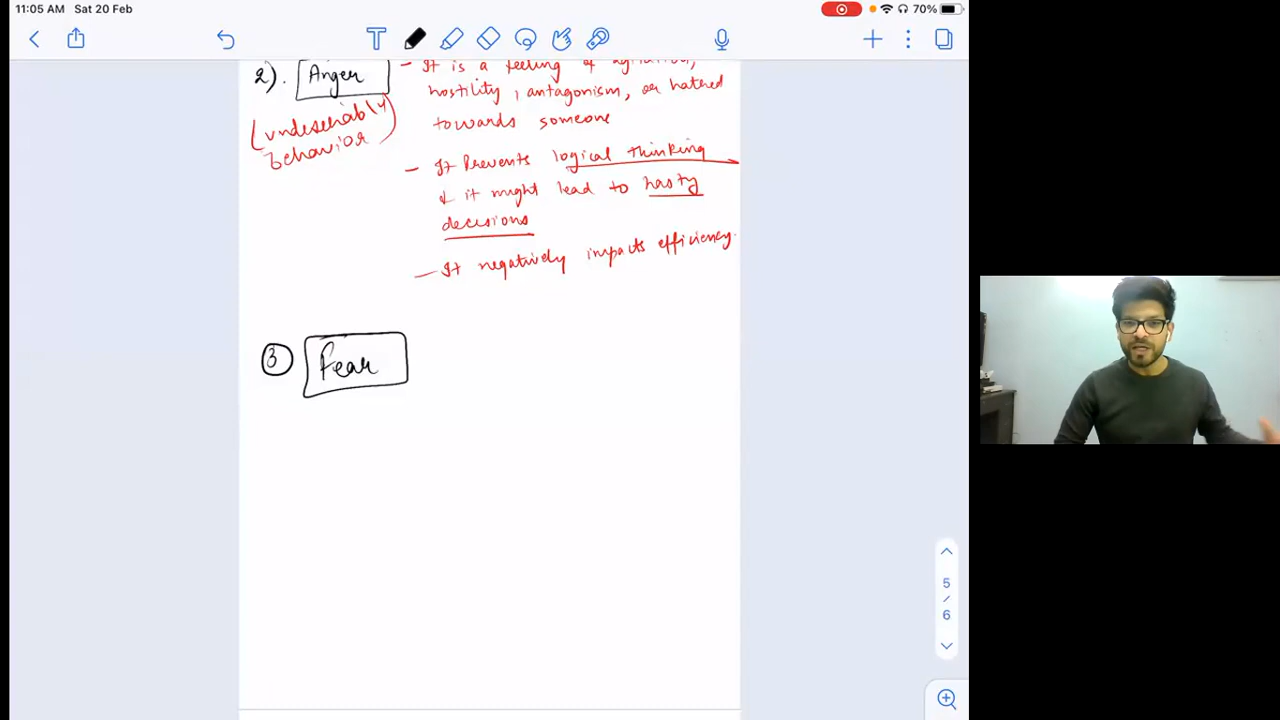 11:05 AM Sat 20 Feb
70%
2). Anger
(undesirably
behavior)
- It is a feeling of agitation,
hostility, antagonism, or hatred
towards someone
- It Prevents logical thinking
& it might lead to hasty
decisions
- It negatively impacts efficiency.
3 Fear
5
/
6